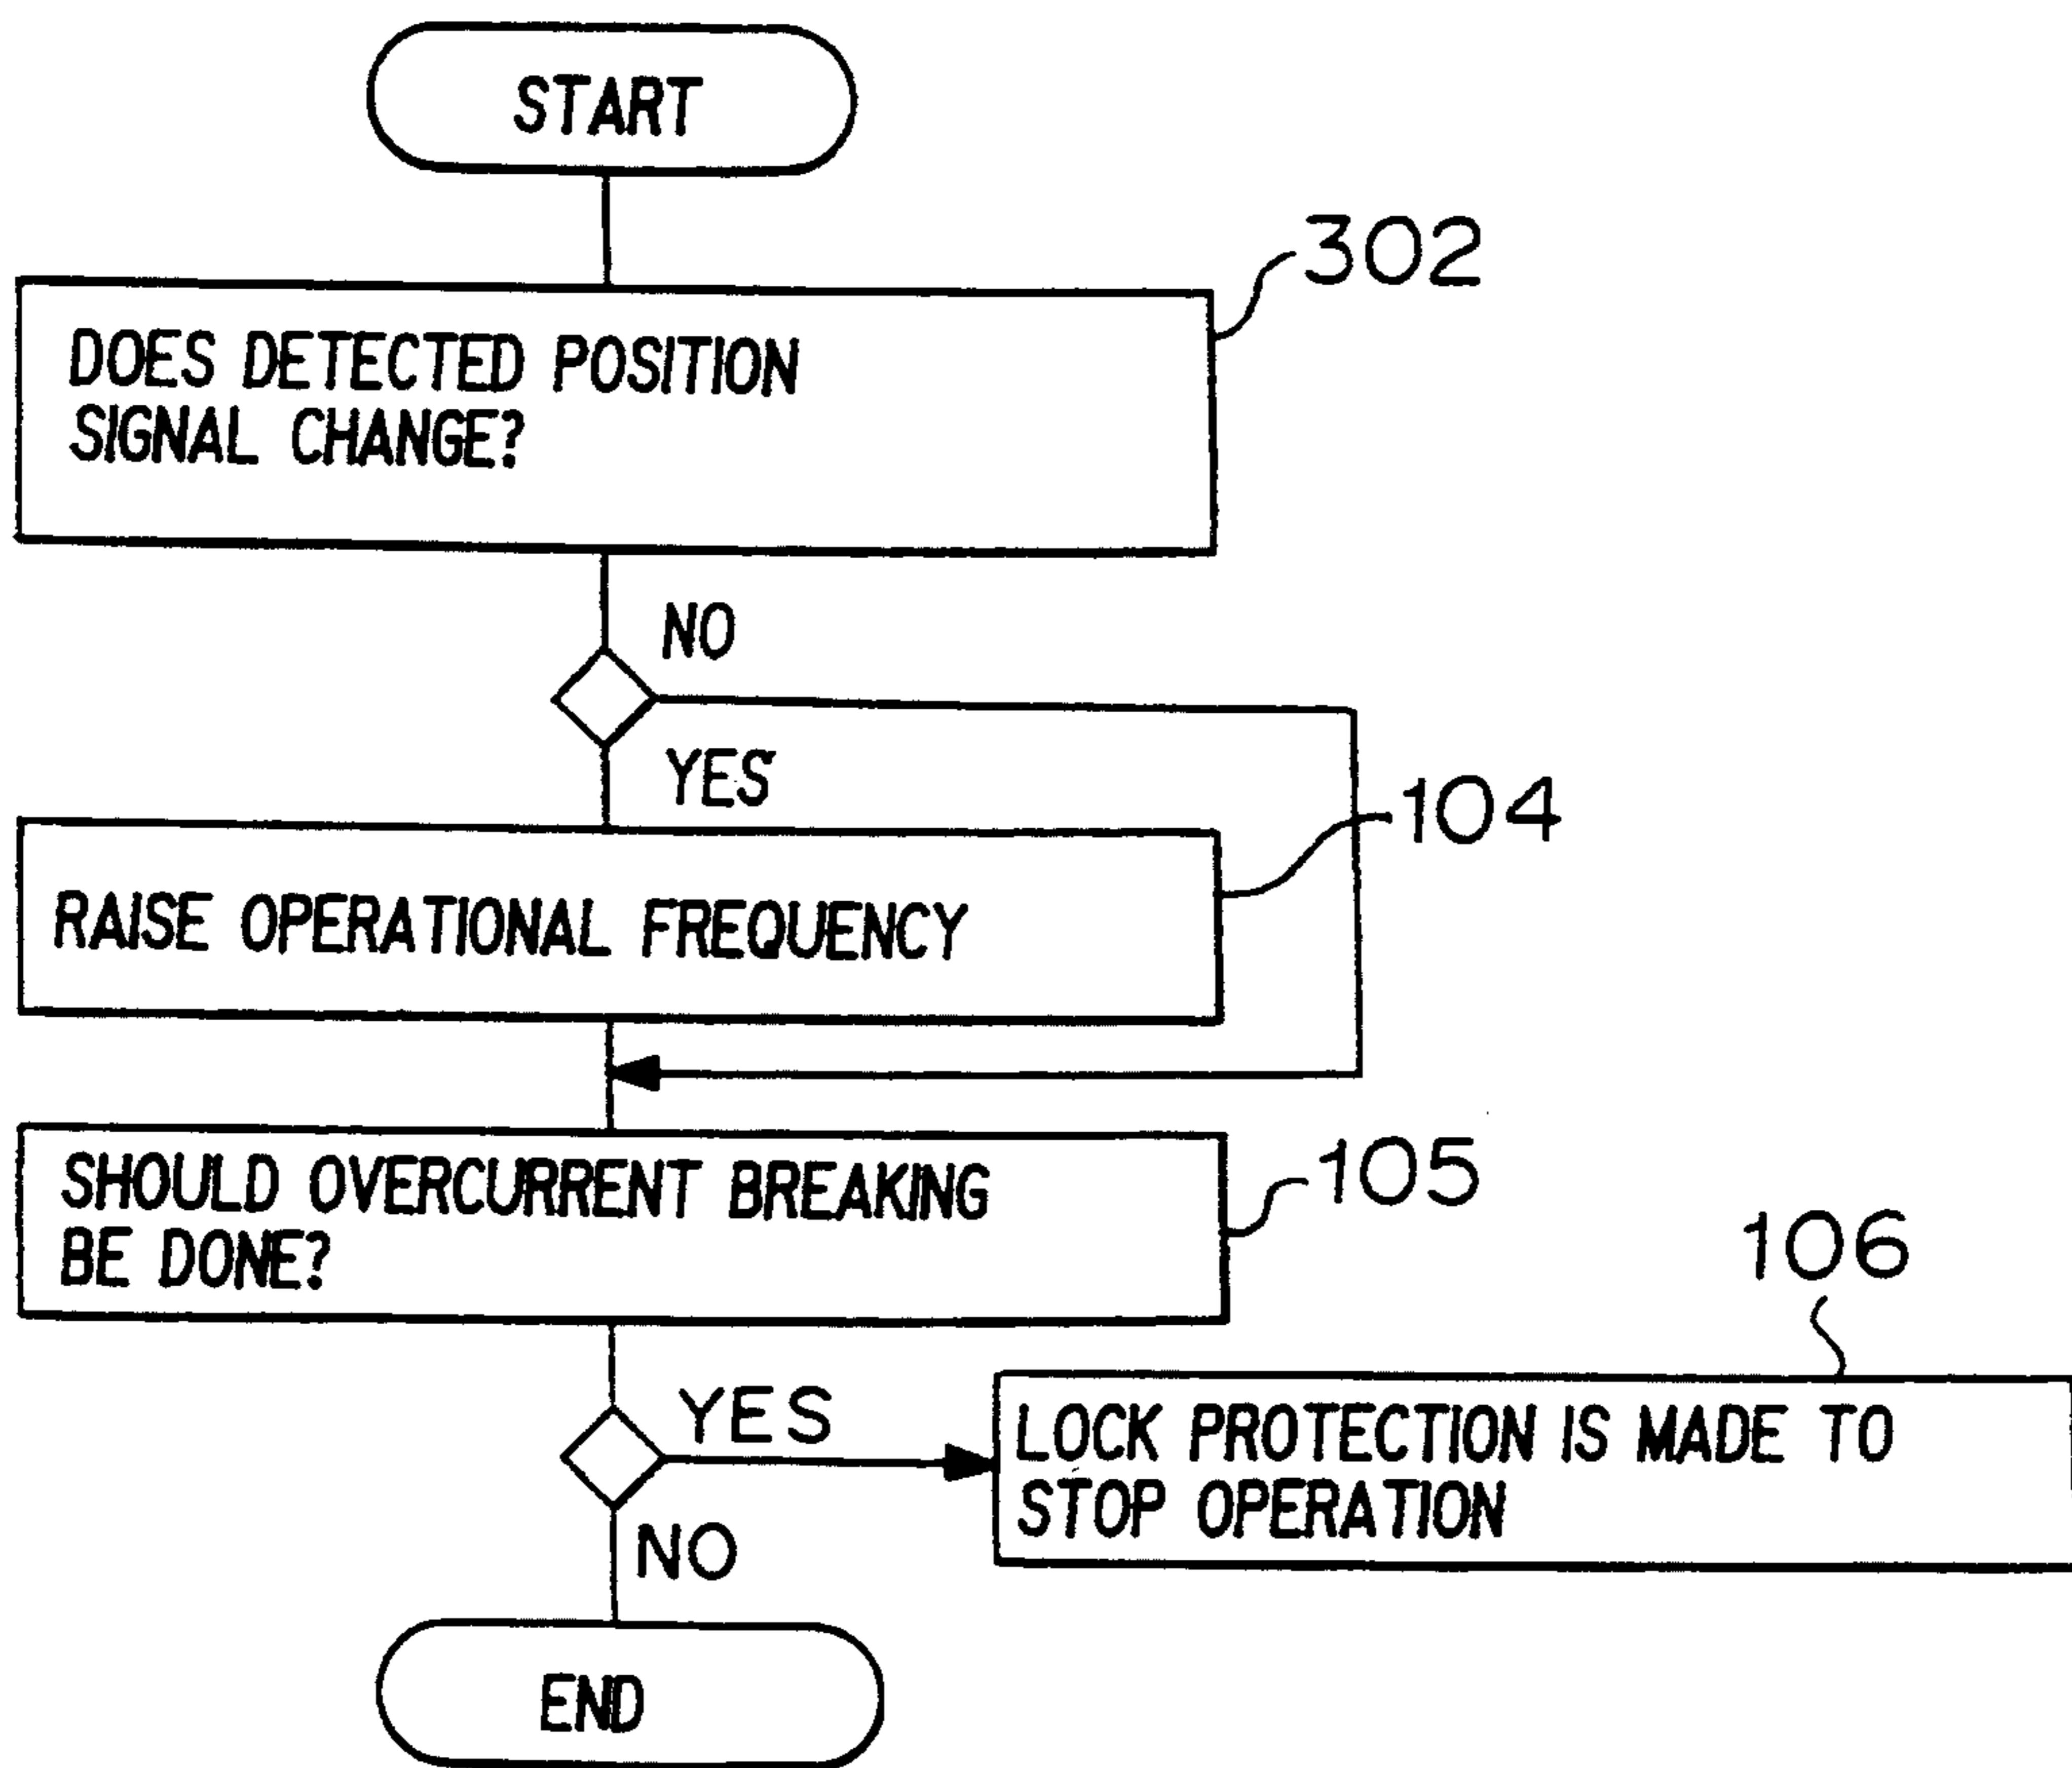 START
302
DOES DETECTED POSITION
SIGNAL CHANGE?
NO
YES
104
RAISE OPERATIONAL FREQUENCY
105
SHOULD OVERCURRENT BREAKING
BE DONE?
106
YES
LOCK PROTECTION IS MADE TO
STOP OPERATION
NO
END